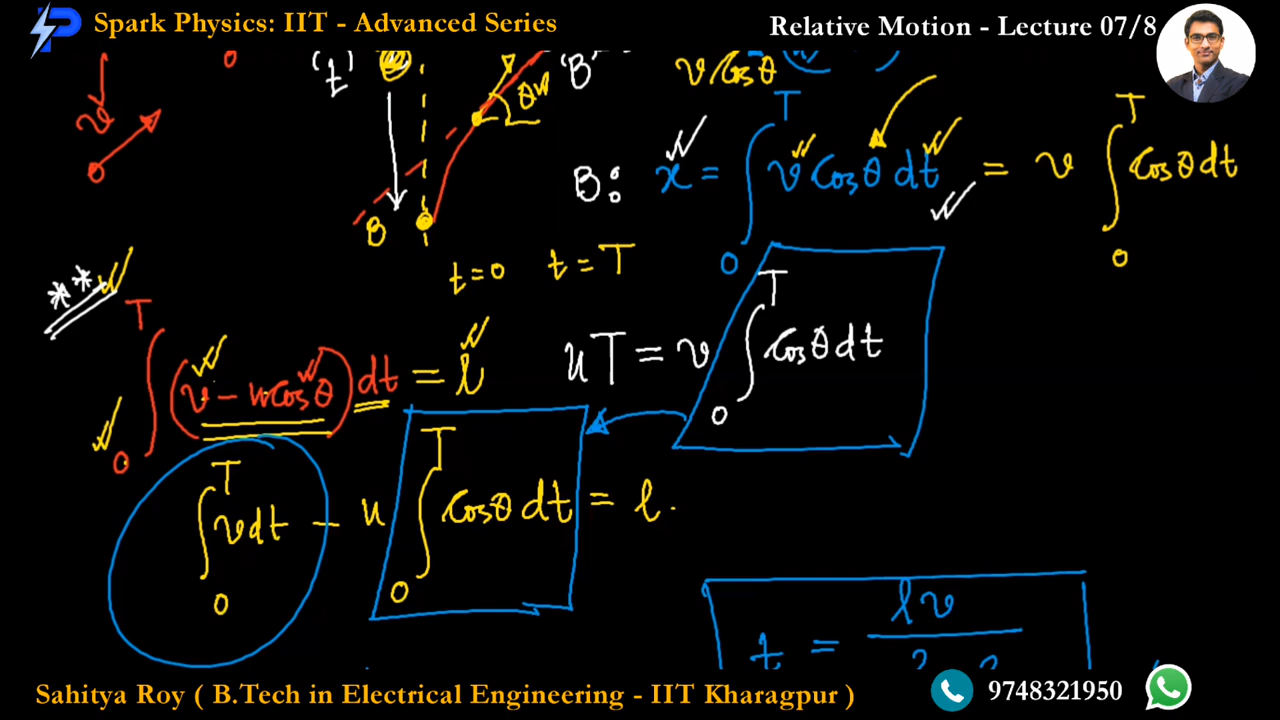 Spark Physics: IIT - Advanced Series
Relative Motion - Lecture 07/8
v
(t)
θ
'B'
v Cosθ
B: x = ∫₀ᵀ v Cosθ dt = v ∫₀ᵀ Cosθ dt
B
t=0 t=T
**
∫₀ᵀ (v - u cosθ) dt = l
uT = v ∫₀ᵀ Cosθ dt
∫₀ᵀ v dt - u ∫₀ᵀ Cosθ dt = l.
t = lv
Sahitya Roy ( B.Tech in Electrical Engineering - IIT Kharagpur )
9748321950